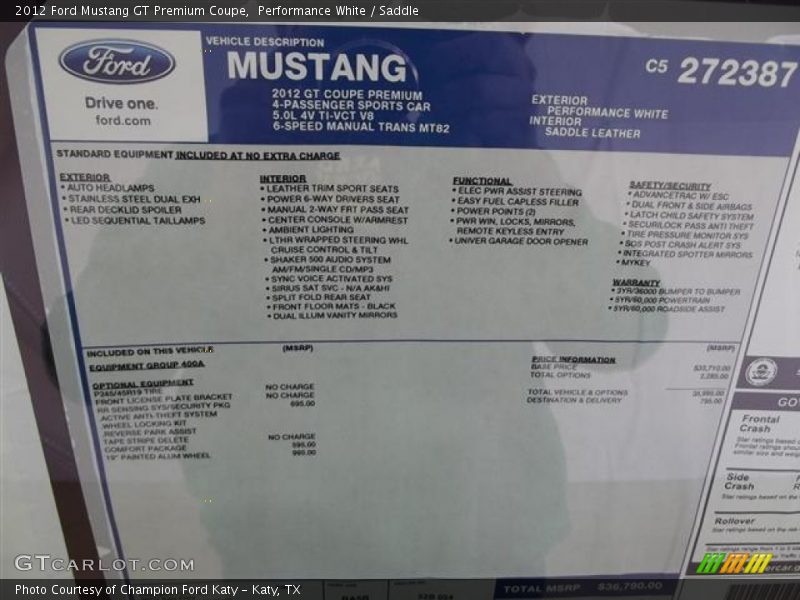 2012 Ford Mustang GT Premium Coupe,  Performance White / Saddle
Ford
Drive one.
ford.com
VEHICLE DESCRIPTION
MUSTANG
2012 GT COUPE PREMIUM
4-PASSENGER SPORTS CAR
5.0L 4V TI-VCT V8
6-SPEED MANUAL TRANS MT82
C5 272387
EXTERIOR
PERFORMANCE WHITE
INTERIOR
SADDLE LEATHER
STANDARD EQUIPMENT INCLUDED AT NO EXTRA CHARGE
EXTERIOR
• AUTO HEADLAMPS
• STAINLESS STEEL DUAL EXH
• REAR DECKLID SPOILER
• LED SEQUENTIAL TAILLAMPS
INTERIOR
• LEATHER TRIM SPORT SEATS
• POWER 6-WAY DRIVERS SEAT
• MANUAL 2-WAY FRT PASS SEAT
• CENTER CONSOLE W/ARMREST
• AMBIENT LIGHTING
• LTHR WRAPPED STEERING WHL
CRUISE CONTROL & TILT
• SHAKER 500 AUDIO SYSTEM
AM/FM/SINGLE CD/MP3
• SYNC VOICE ACTIVATED SYS
• SIRIUS SAT SVC - N/A AK&HI
• SPLIT FOLD REAR SEAT
• FRONT FLOOR MATS - BLACK
• DUAL ILLUM VANITY MIRRORS
FUNCTIONAL
• ELEC PWR ASSIST STEERING
• EASY FUEL CAPLESS FILLER
• POWER POINTS (2)
• PWR WIN, LOCKS, MIRRORS,
REMOTE KEYLESS ENTRY
• UNIVER GARAGE DOOR OPENER
SAFETY/SECURITY
• ADVANCETRAC W/ ESC
• DUAL FRONT & SIDE AIRBAGS
• LATCH CHILD SAFETY SYSTEM
• SECURILOCK PASS ANTI THEFT
• TIRE PRESSURE MONITOR SYS
• SOS POST CRASH ALERT SYS
• INTEGRATED SPOTTER MIRRORS
• MYKEY
WARRANTY
• 3YR/36000 BUMPER TO BUMPER
• 5YR/60,000 POWERTRAIN
• 5YR/60,000 ROADSIDE ASSIST
INCLUDED ON THIS VEHICLE (MSRP)
EQUIPMENT GROUP 400A
OPTIONAL EQUIPMENT
P245/45R19 TIRE NO CHARGE
FRONT LICENSE PLATE BRACKET NO CHARGE
RR SENSING SYS/SECURITY PKG 695.00
.ACTIVE ANTI-THEFT SYSTEM
.WHEEL LOCKING KIT
.REVERSE PARK ASSIST
TAPE STRIPE DELETE NO CHARGE
COMFORT PACKAGE 595.00
19" PAINTED ALUM WHEEL 995.00
PRICE INFORMATION (MSRP)
BASE PRICE $33,710.00
TOTAL OPTIONS 2,285.00
TOTAL VEHICLE & OPTIONS 35,995.00
DESTINATION & DELIVERY 795.00
TOTAL MSRP $36,790.00
GO
Frontal
Crash
Side
Crash
Rollover
GTCARLOT.COM
Photo Courtesy of Champion Ford Katy – Katy, TX